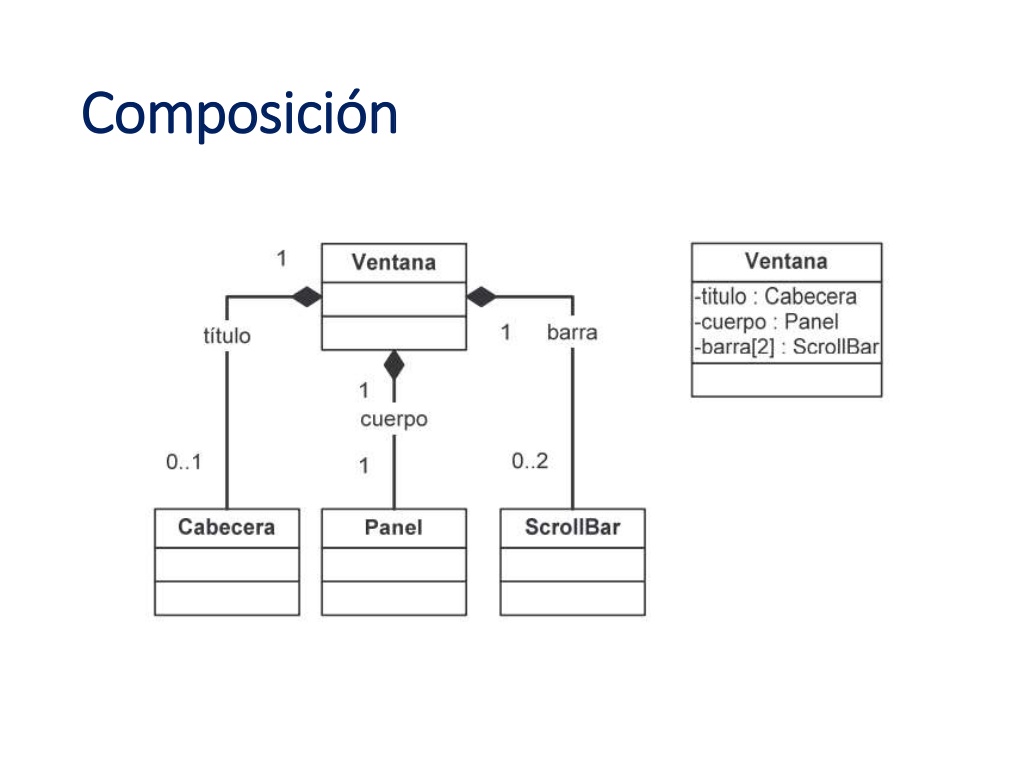 Composición
1
Ventana
título
1
barra
1
cuerpo
0..1
1
0..2
Cabecera
Panel
ScrollBar
Ventana
-titulo : Cabecera
-cuerpo : Panel
-barra[2] : ScrollBar